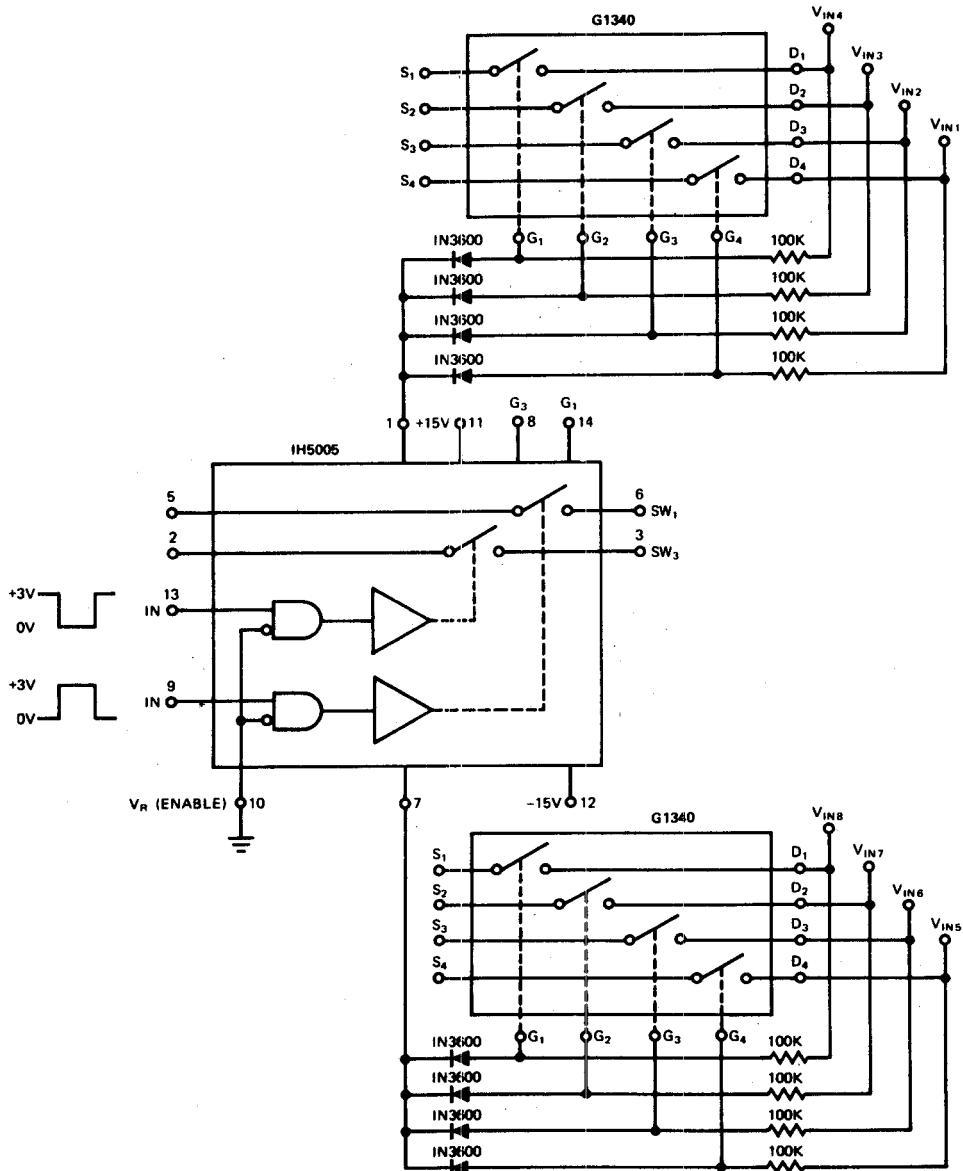 G1340
VIN4
VIN3
VIN2
VIN1
S1
S2
S3
S4
D1
D2
D3
D4
G1
G2
G3
G4
IN3600
100K
IN3600
100K
IN3600
100K
IN3600
100K
1
+15V
11
G3
8
G1
14
IH5005
5
6
SW1
2
3
SW3
+3V
0V
IN
13
+3V
0V
IN
9
VR (ENABLE)
10
7
-15V
12
G1340
VIN8
VIN7
VIN6
VIN5
S1
S2
S3
S4
D1
D2
D3
D4
G1
G2
G3
G4
IN3600
100K
IN3600
100K
IN3600
100K
IN3600
100K